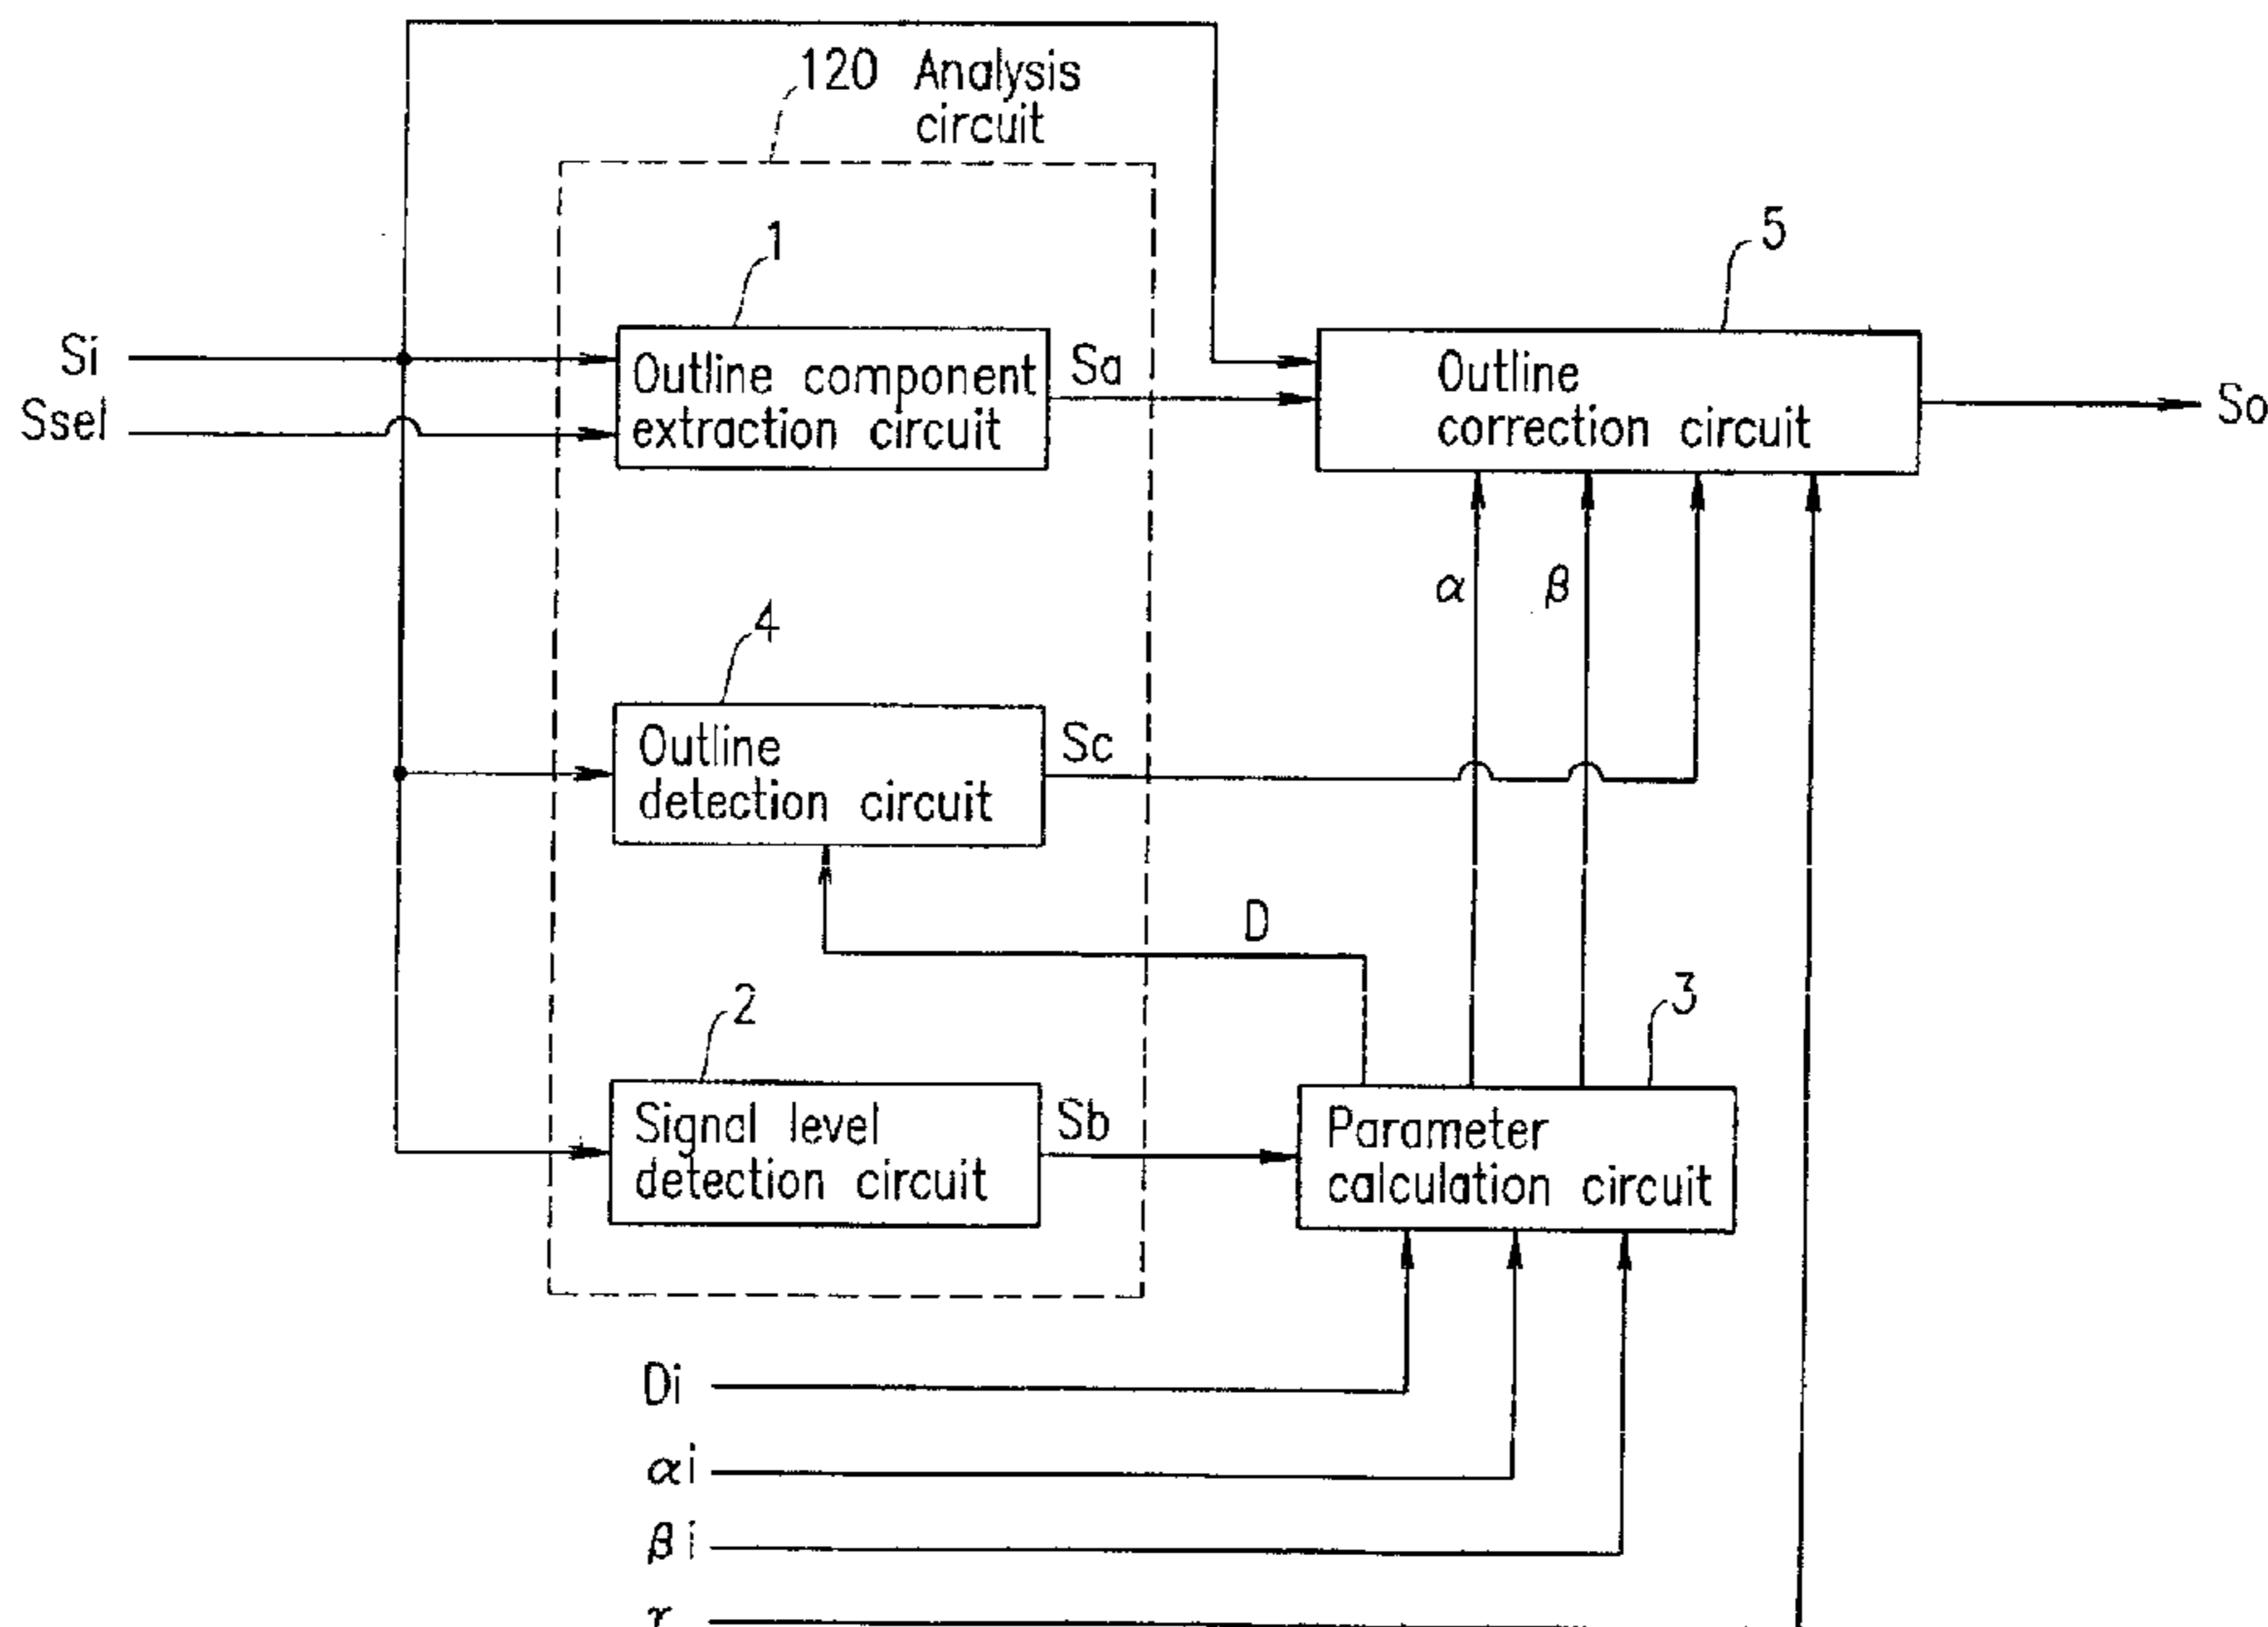 120 Analysis
circuit
1
5
Si
Outline component
extraction circuit
Sa
Outline
correction circuit
So
Ssel
α
β
4
Outline
detection circuit
Sc
D
2
3
Signal level
detection circuit
Sb
Parameter
calculation circuit
Di
αi
βi